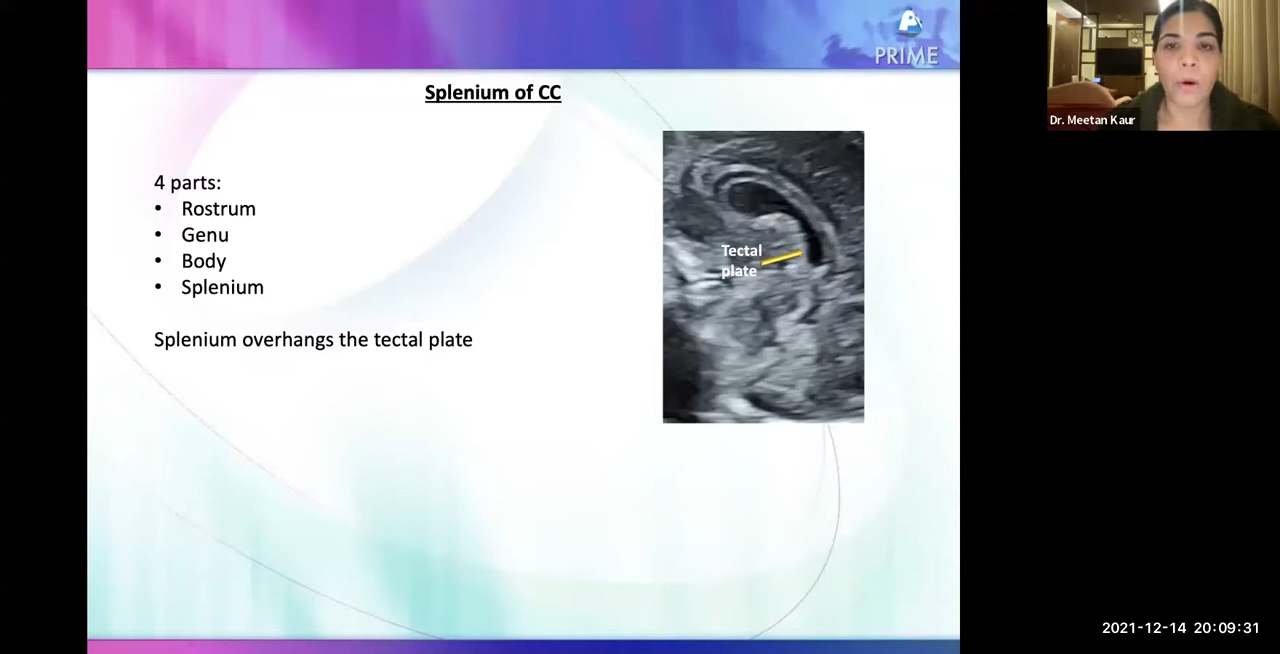 PRIME
Dr. Meetan Kaur
Splenium of CC
4 parts:
• Rostrum
• Genu
• Body
• Splenium
Splenium overhangs the tectal plate
Tectal
plate
2021-12-14 20:09:31